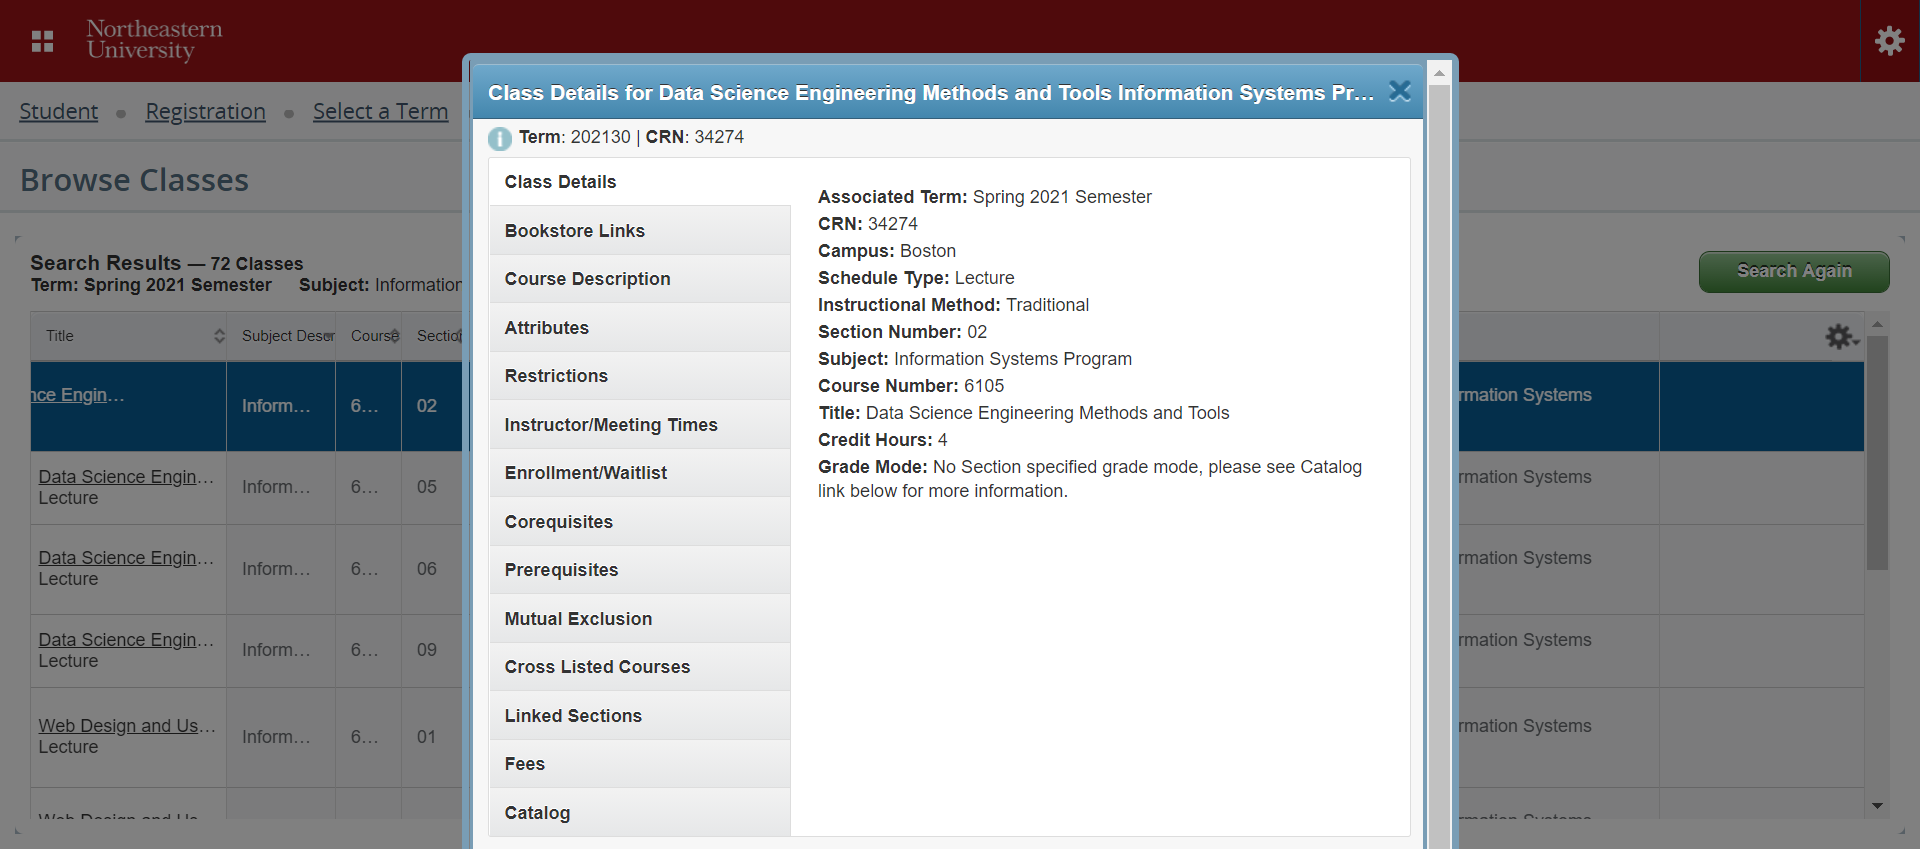 Northeastern
University
Student
Registration
Select a Term
Browse Classes
Search Results — 72 Classes
Term: Spring 2021 Semester Subject: Information
Search Again
Title
Subject Descr
Course
Sectio
nce Engin...
Inform...
6...
02
rmation Systems
Data Science Engin...
Lecture
Inform...
6...
05
rmation Systems
Data Science Engin...
Lecture
Inform...
6...
06
rmation Systems
Data Science Engin...
Lecture
Inform...
6...
09
rmation Systems
Web Design and Us...
Lecture
Inform...
6...
01
rmation Systems
Class Details for Data Science Engineering Methods and Tools Information Systems Pr...
Term: 202130 | CRN: 34274
Class Details
Bookstore Links
Course Description
Attributes
Restrictions
Instructor/Meeting Times
Enrollment/Waitlist
Corequisites
Prerequisites
Mutual Exclusion
Cross Listed Courses
Linked Sections
Fees
Catalog
Associated Term: Spring 2021 Semester
CRN: 34274
Campus: Boston
Schedule Type: Lecture
Instructional Method: Traditional
Section Number: 02
Subject: Information Systems Program
Course Number: 6105
Title: Data Science Engineering Methods and Tools
Credit Hours: 4
Grade Mode: No Section specified grade mode, please see Catalog
link below for more information.